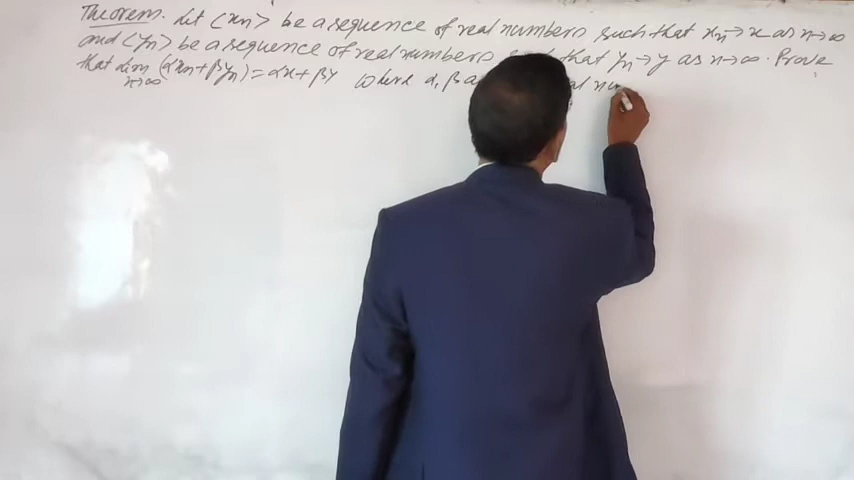 Theorem. Let <xn> be a sequence of real numbers such that xn→x as n→∞
and <yn> be a sequence of real numbers that yn→y as n→∞. Prove
that lim n→∞ (αxn+βyn)=αx+βy where α, β